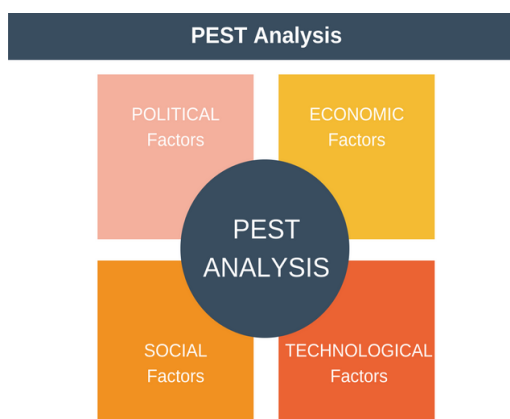 PEST Analysis
POLITICAL
Factors
ECONOMIC
Factors
PEST
ANALYSIS
SOCIAL
Factors
TECHNOLOGICAL
Factors